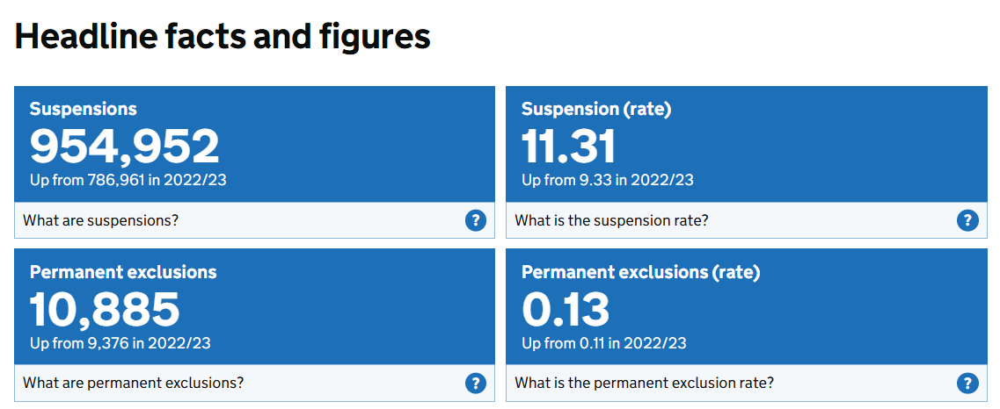 Headline facts and figures
Suspensions
954,952
Up from 786,961 in 2022/23
What are suspensions?
?
Suspension (rate)
11.31
Up from 9.33 in 2022/23
What is the suspension rate?
?
Permanent exclusions
10,885
Up from 9,376 in 2022/23
What are permanent exclusions?
?
Permanent exclusions (rate)
0.13
Up from 0.11 in 2022/23
What is the permanent exclusion rate?
?